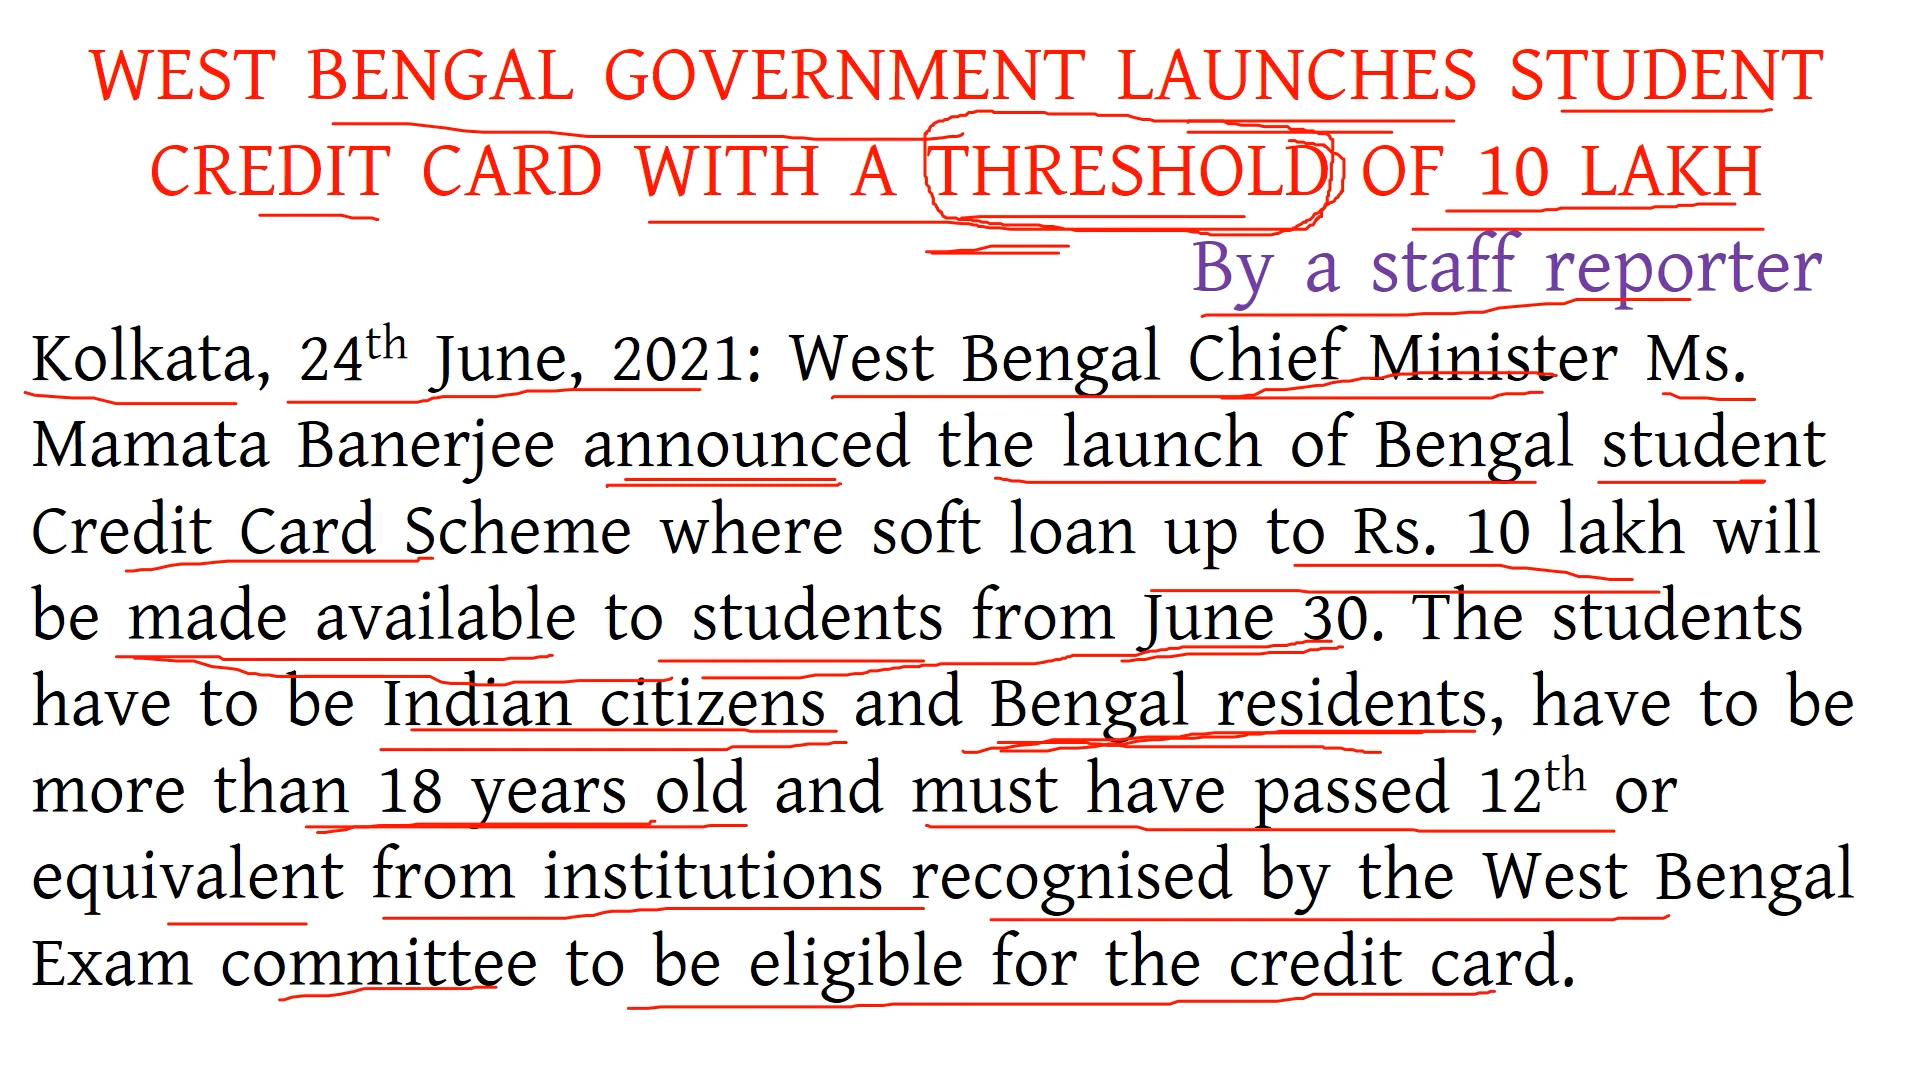 WEST BENGAL GOVERNMENT LAUNCHES STUDENT
CREDIT CARD WITH A THRESHOLD OF 10 LAKH
By a staff reporter
Kolkata, 24th June, 2021: West Bengal Chief Minister Ms.
Mamata Banerjee announced the launch of Bengal student
Credit Card Scheme where soft loan up to Rs. 10 lakh will
be made available to students from June 30. The students
have to be Indian citizens and Bengal residents, have to be
more than 18 years old and must have passed 12th or
equivalent from institutions recognised by the West Bengal
Exam committee to be eligible for the credit card.